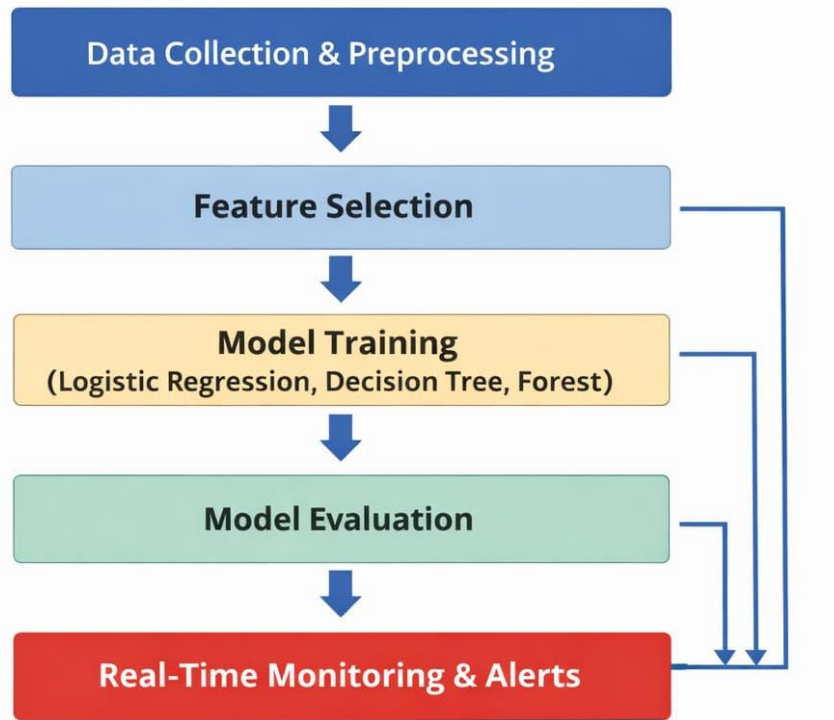 Data Collection & Preprocessing
Feature Selection
Model Training
(Logistic Regression, Decision Tree, Forest)
Model Evaluation
Real-Time Monitoring & Alerts